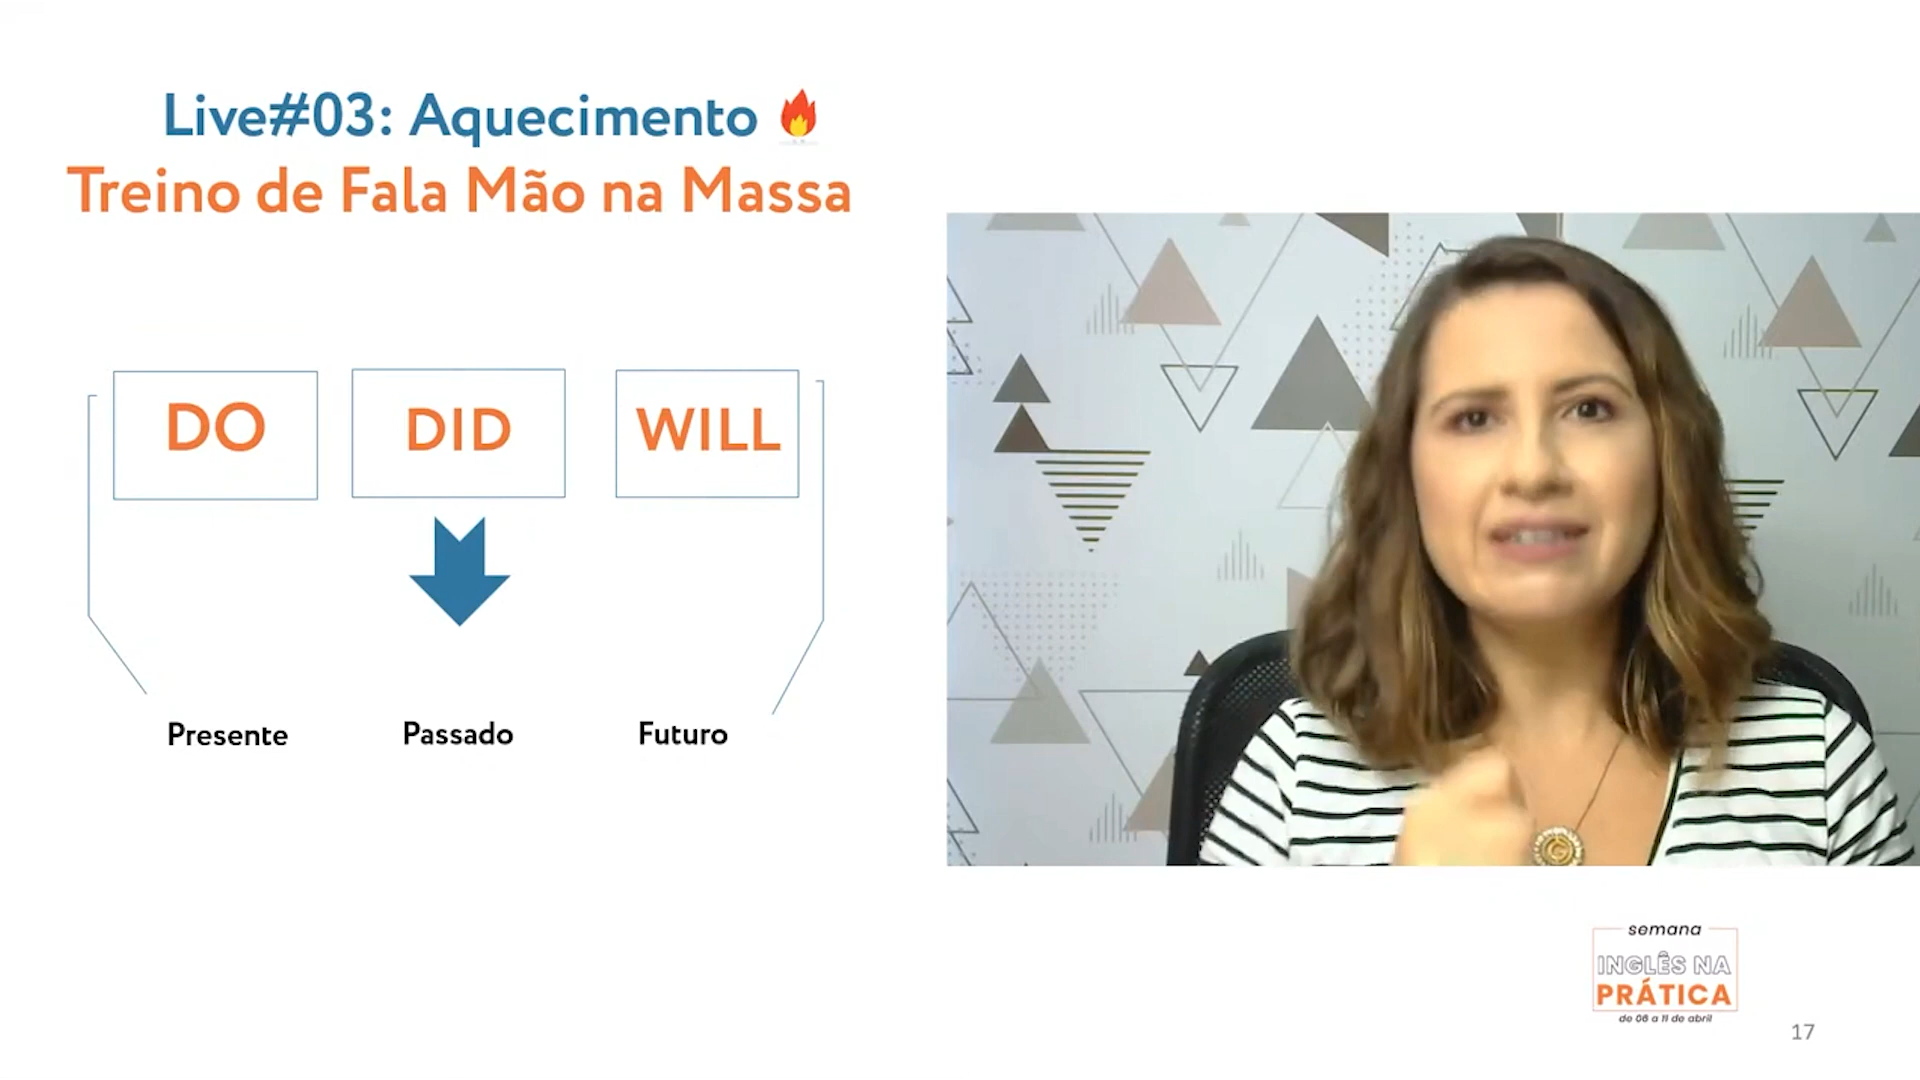 Live#03: Aquecimento 🔥
Treino de Fala Mão na Massa
DO DID WILL
Presente Passado Futuro
semana
INGLÊS NA
PRÁTICA
de 06 a 11 de abril
17